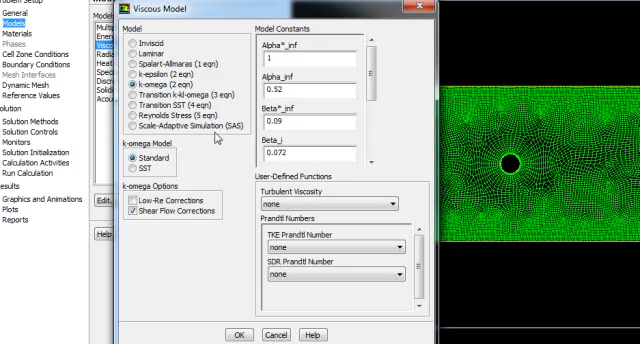 General
Models
Materials
Phases
Cell Zone Conditions
Boundary Conditions
Mesh Interfaces
Dynamic Mesh
Reference Values
Solution Methods
Solution Controls
Monitors
Solution Initialization
Calculation Activities
Run Calculation
Graphics and Animations
Plots
Reports
Edit...
Help
Viscous Model
Model
Inviscid
Laminar
Spalart-Allmaras (1 eqn)
k-epsilon (2 eqn)
k-omega (2 eqn)
Transition k-kl-omega (3 eqn)
Transition SST (4 eqn)
Reynolds Stress (5 eqn)
Scale-Adaptive Simulation (SAS)
k-omega Model
Standard
SST
k-omega Options
Low-Re Corrections
Shear Flow Corrections
Model Constants
Alpha*_inf
1
Alpha_inf
0.52
Beta*_inf
0.09
Beta_i
0.072
User-Defined Functions
Turbulent Viscosity
none
Prandtl Numbers
TKE Prandtl Number
none
SDR Prandtl Number
none
OK
Cancel
Help